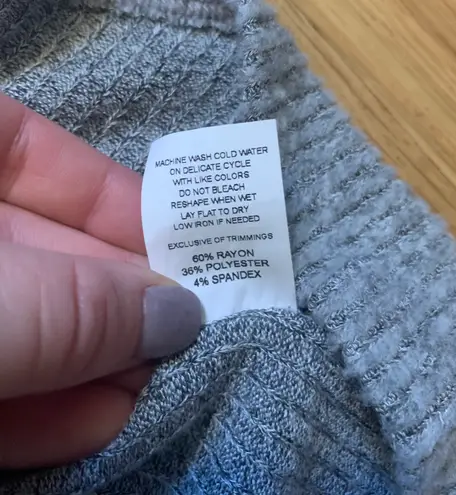 MACHINE WASH COLD WATER
ON DELICATE CYCLE
WITH LIKE COLORS
DO NOT BLEACH
RESHAPE WHEN WET
LAY FLAT TO DRY
LOW IRON IF NEEDED
EXCLUSIVE OF TRIMMINGS
60% RAYON
36% POLYESTER
4% SPANDEX